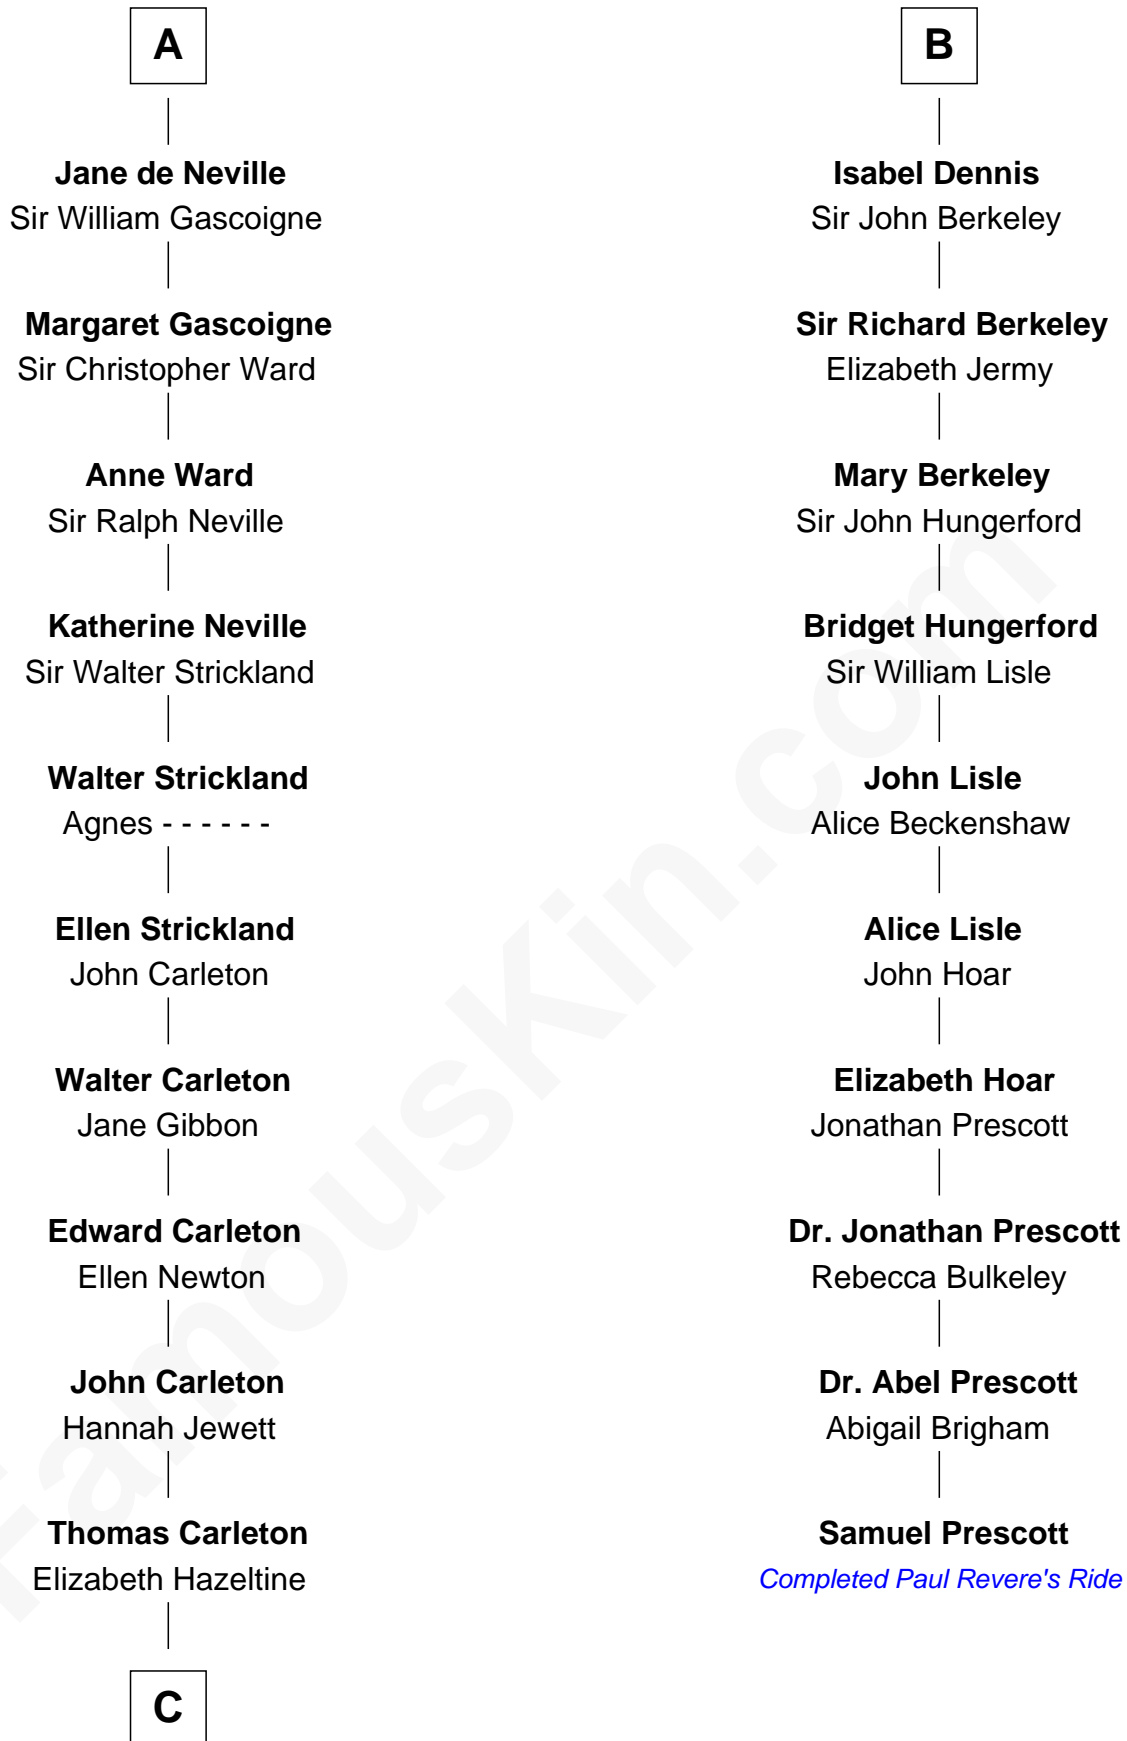 A
Jane de Neville
Sir William Gascoigne
Margaret Gascoigne
Sir Christopher Ward
Anne Ward
Sir Ralph Neville
Katherine Neville
Sir Walter Strickland
Walter Strickland
Agnes - - - - - -
Ellen Strickland
John Carleton
Walter Carleton
Jane Gibbon
Edward Carleton
Ellen Newton
John Carleton
Hannah Jewett
Thomas Carleton
Elizabeth Hazeltine
C
B
Isabel Dennis
Sir John Berkeley
Sir Richard Berkeley
Elizabeth Jermy
Mary Berkeley
Sir John Hungerford
Bridget Hungerford
Sir William Lisle
John Lisle
Alice Beckenshaw
Alice Lisle
John Hoar
Elizabeth Hoar
Jonathan Prescott
Dr. Jonathan Prescott
Rebecca Bulkeley
Dr. Abel Prescott
Abigail Brigham
Samuel Prescott
Completed Paul Revere's Ride
FamousKin.com